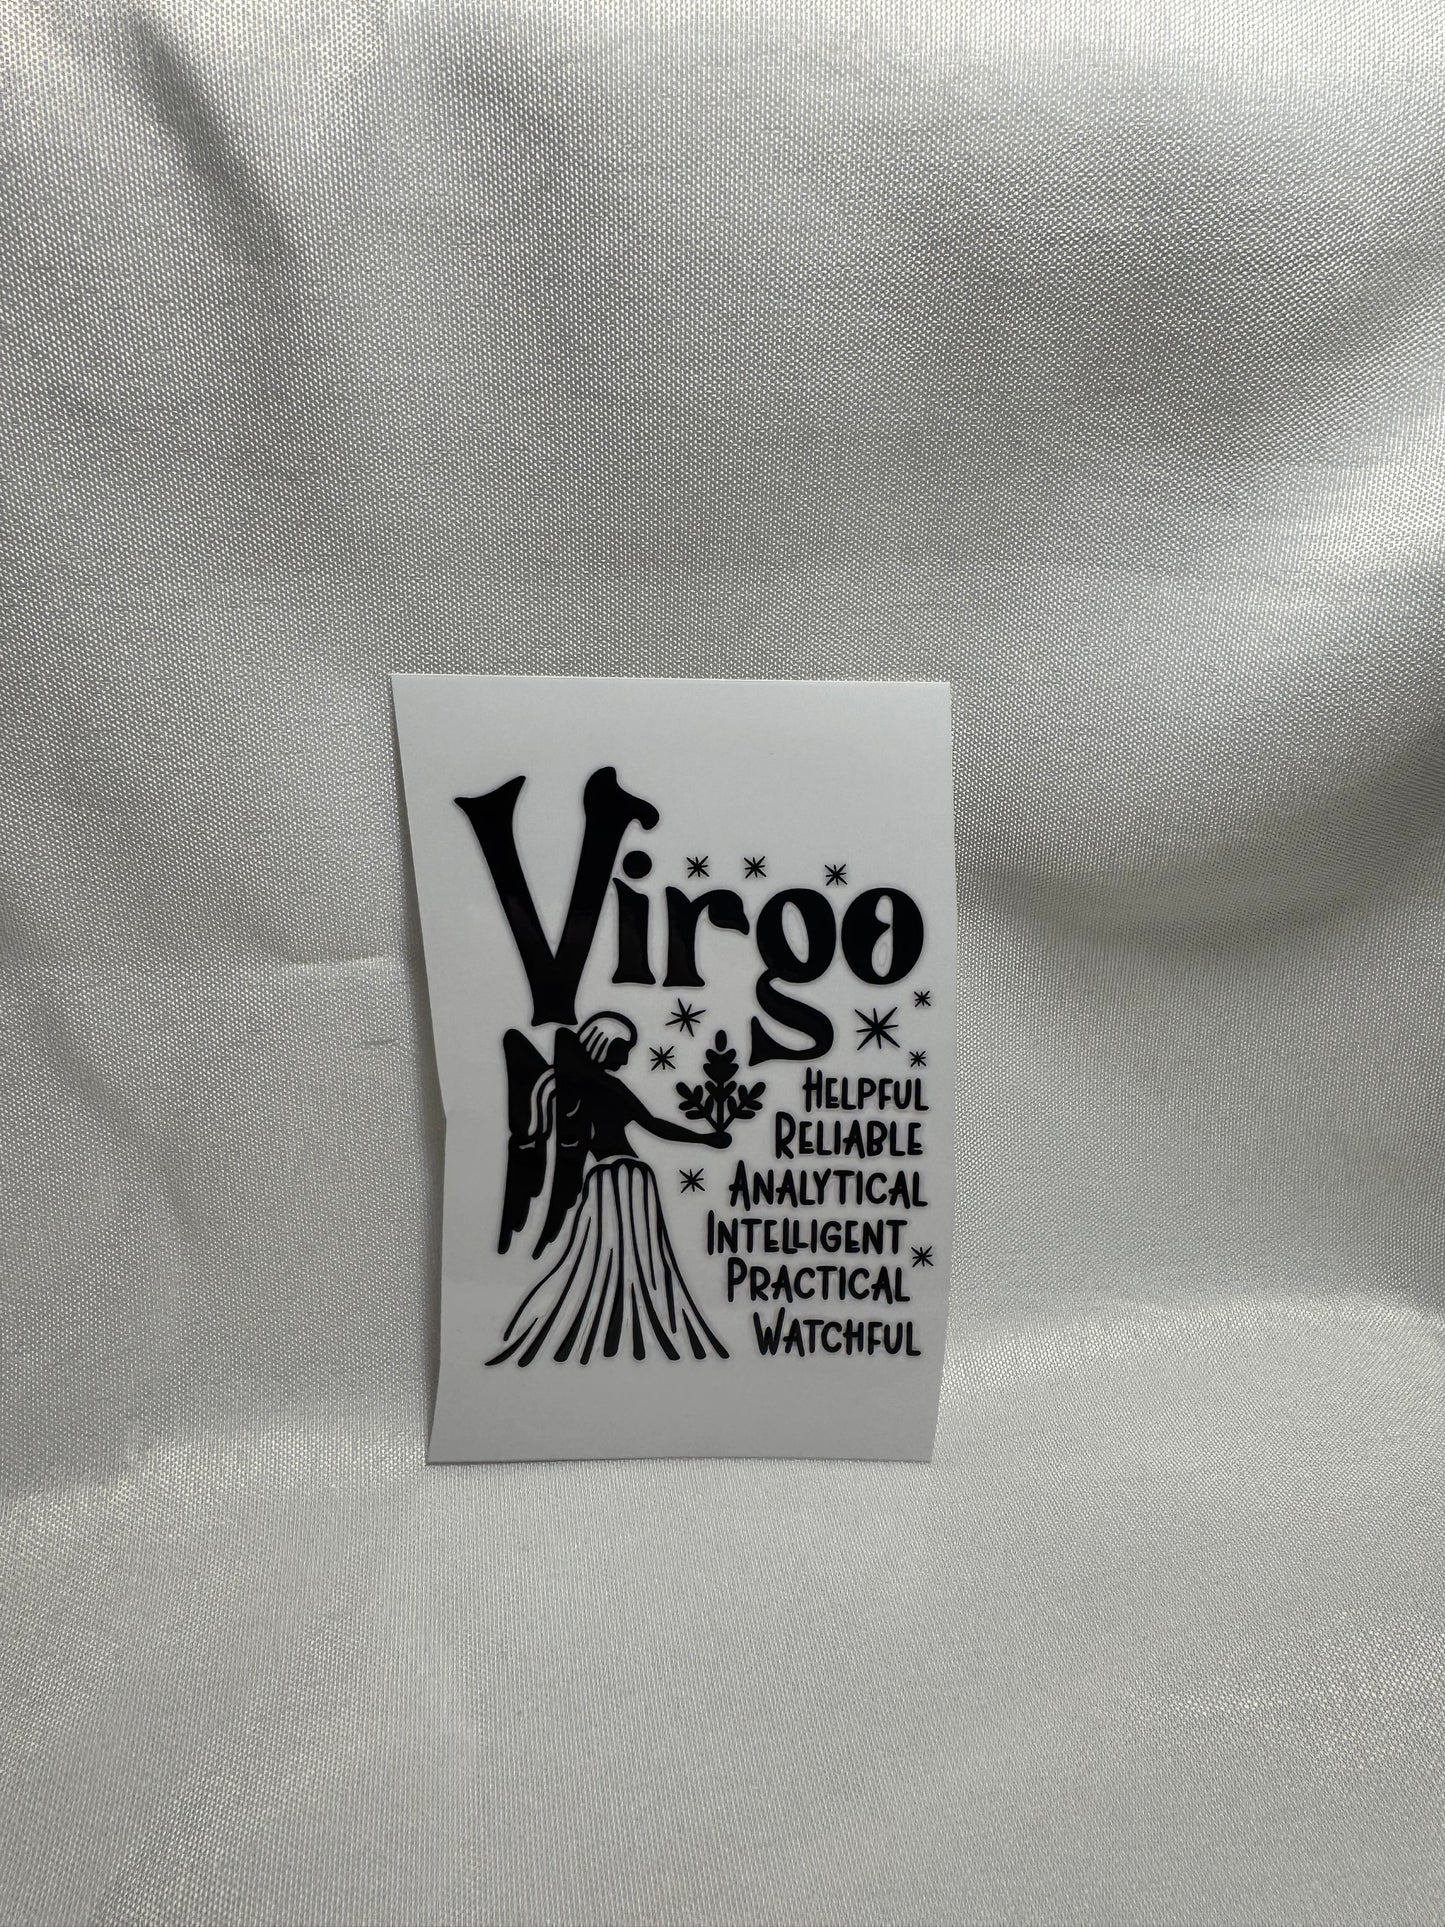 Virgo
HELPFUL
RELIABLE
ANALYTICAL
INTELLIGENT
PRACTICAL
WATCHFUL